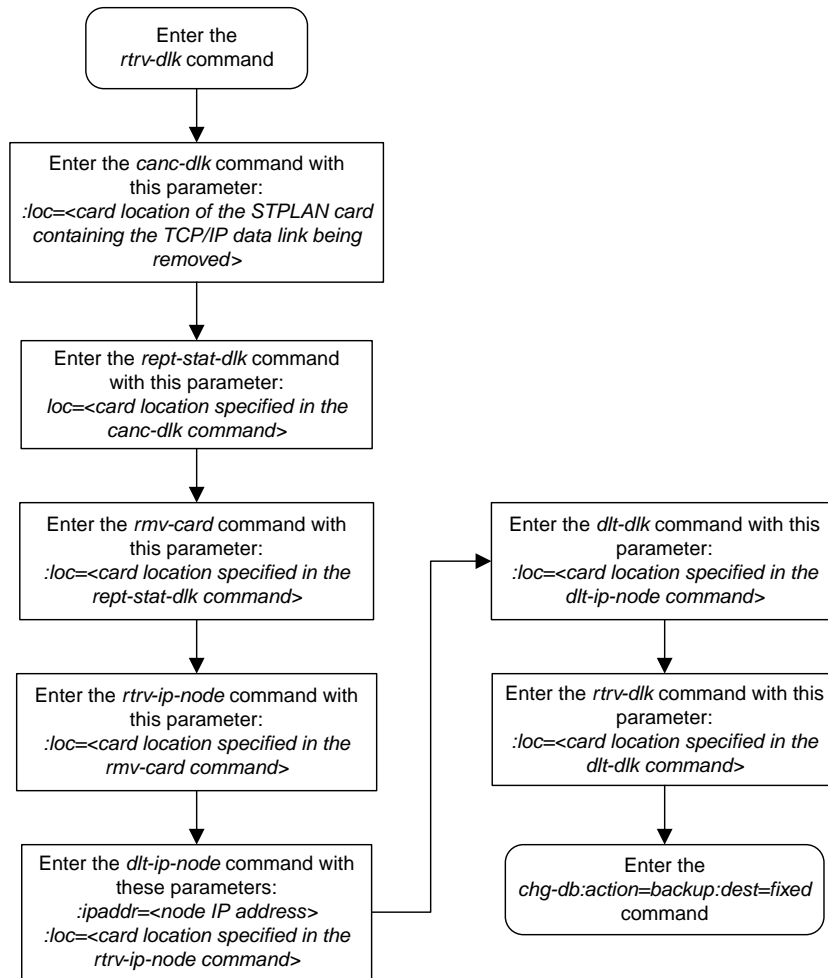 Enter the
rtrv-dlk command
Enter the canc-dlk command with
this parameter:
:loc=<card location of the STPLAN card
containing the TCP/IP data link being
removed>
Enter the rept-stat-dlk command
with this parameter:
loc=<card location specified in the
canc-dlk command>
Enter the rmv-card command with
this parameter:
:loc=<card location specified in the
rept-stat-dlk command>
Enter the rtrv-ip-node command with
this parameter:
:loc=<card location specified in the
rmv-card command>
Enter the dlt-ip-node command with
these parameters:
:ipaddr=<node IP address>
:loc=<card location specified in the
rtrv-ip-node command>
Enter the dlt-dlk command with this
parameter:
:loc=<card location specified in the
dlt-ip-node command>
Enter the rtrv-dlk command with this
parameter:
:loc=<card location specified in the
dlt-dlk command>
Enter the
chg-db:action=backup:dest=fixed
command